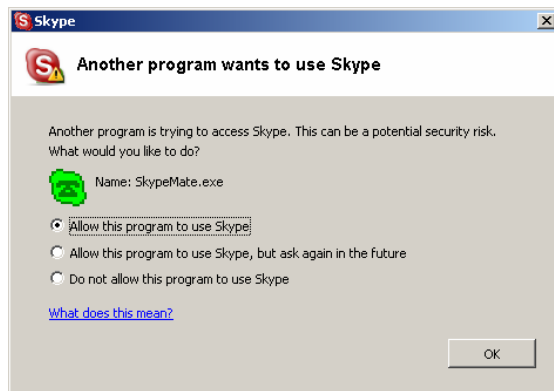 Skype
Another program wants to use Skype
Another program is trying to access Skype. This can be a potential security risk.
What would you like to do?
Name: SkypeMate.exe
Allow this program to use Skype
Allow this program to use Skype, but ask again in the future
Do not allow this program to use Skype
What does this mean?
OK